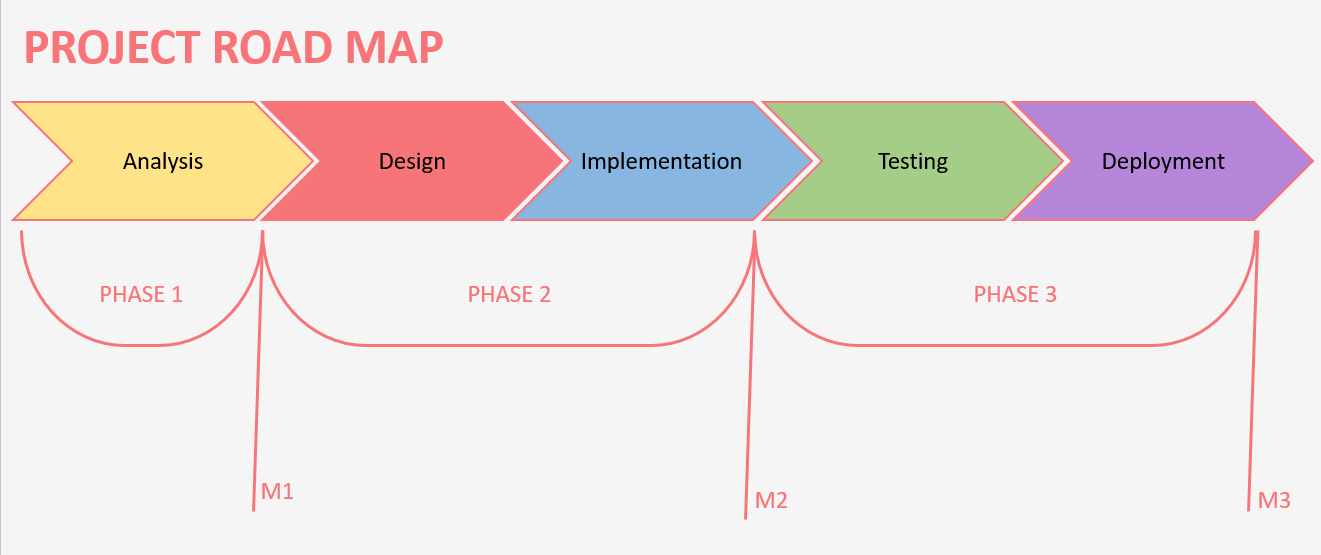 PROJECT ROAD MAP
Analysis
Design
Implementation
Testing
Deployment
PHASE 1
PHASE 2
PHASE 3
M1
M2
M3